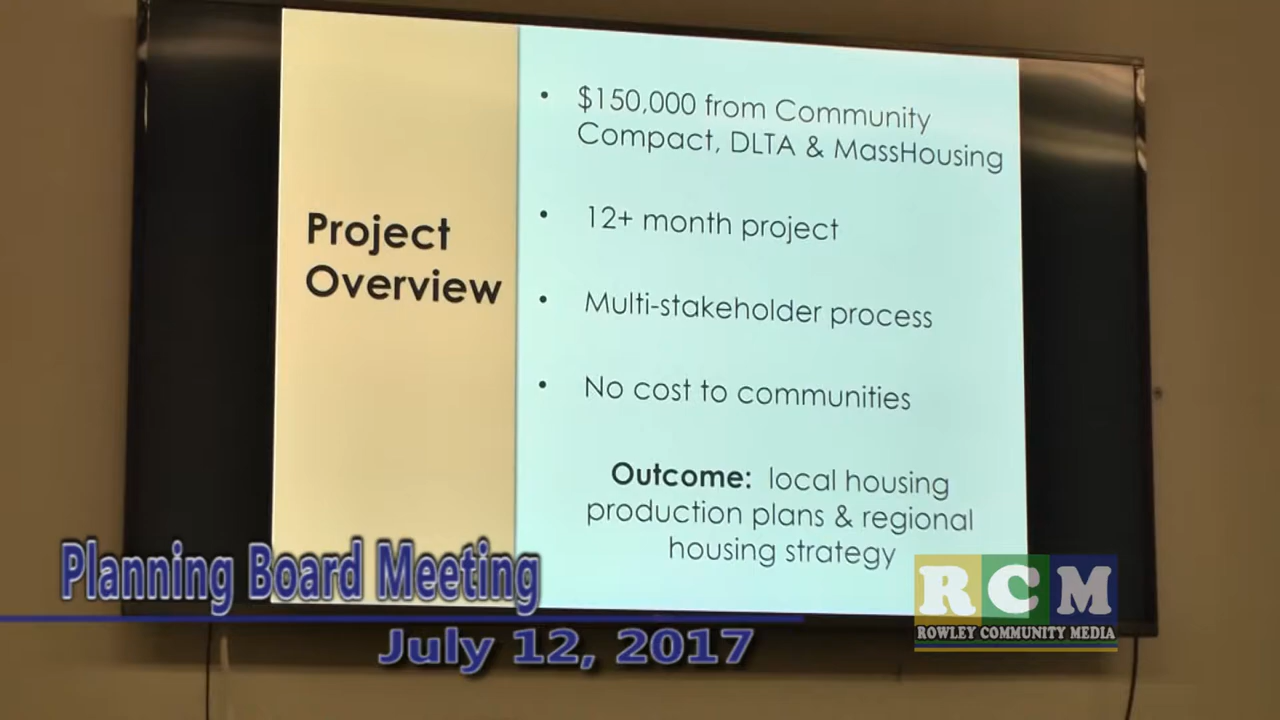 Project
Overview
• $150,000 from Community
Compact, DLTA & MassHousing
• 12+ month project
• Multi-stakeholder process
• No cost to communities
Outcome: local housing
production plans & regional
housing strategy
Planning Board Meeting
July 12, 2017
RCM
ROWLEY COMMUNITY MEDIA